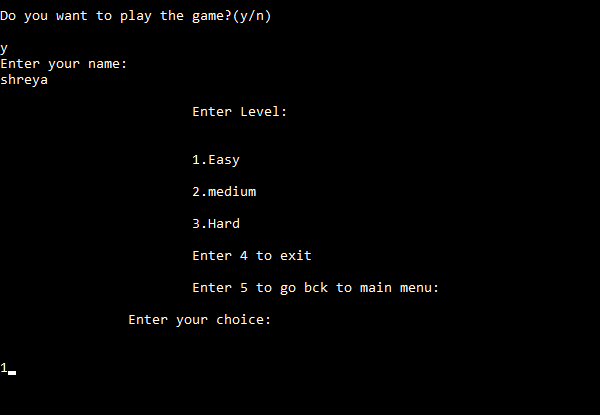 Do you want to play the game?(y/n)
y
Enter your name:
shreya
Enter Level:
1.Easy
2.medium
3.Hard
Enter 4 to exit
Enter 5 to go bck to main menu:
Enter your choice:
1